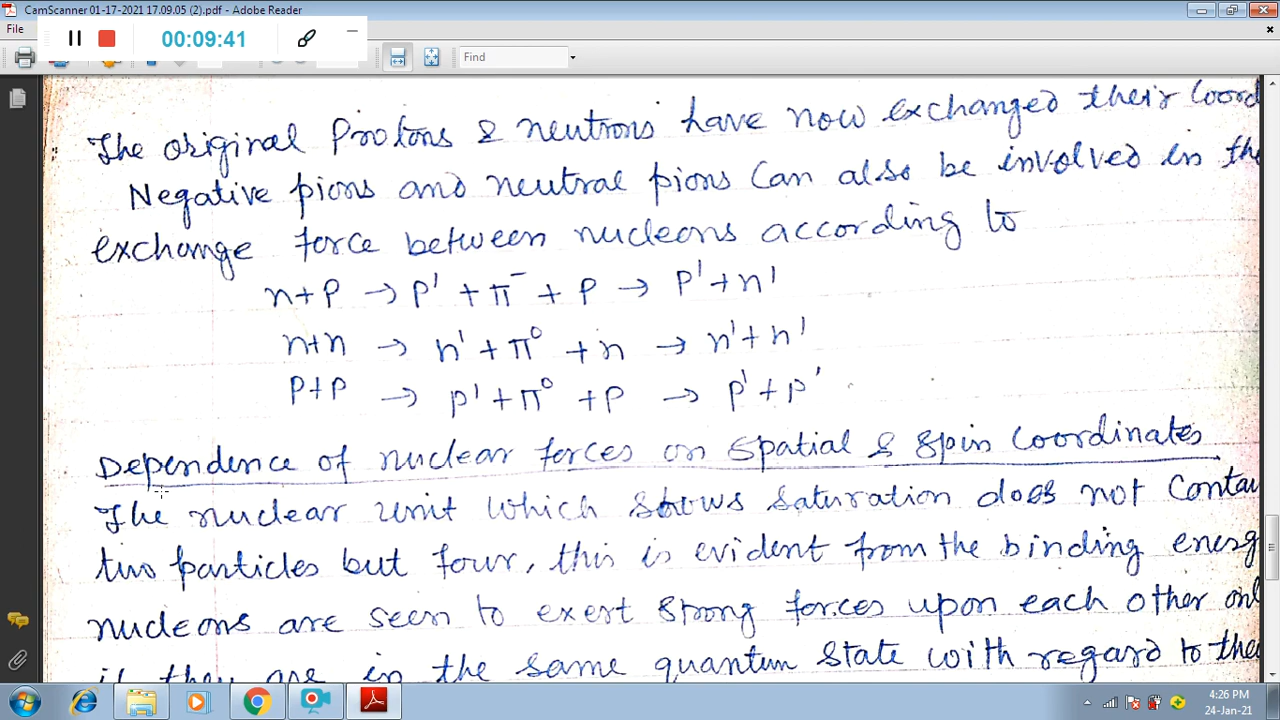 CamScanner 01-17-2021 17.09.05 (2).pdf - Adobe Reader
File
00:09:41
Find
The original Protons & neutrons have now exchanged their Coord
Negative pions and neutral pions Can also be involved in the
exchange force between nucleons according to
n+p → p' + π⁻ + p → p' + n'
n+n → n' + π⁰ + n → n' + n'
p+p → p' + π⁰ + p → p' + p'
Dependence of nuclear forces on Spatial & Spin Coordinates
The nuclear unit which shows saturation does not Contai
two particles but four, this is evident from the binding energ
nucleons are seen to exert strong forces upon each other onl
if they are in the same quantum state with regard to the
4:26 PM
24-Jan-21